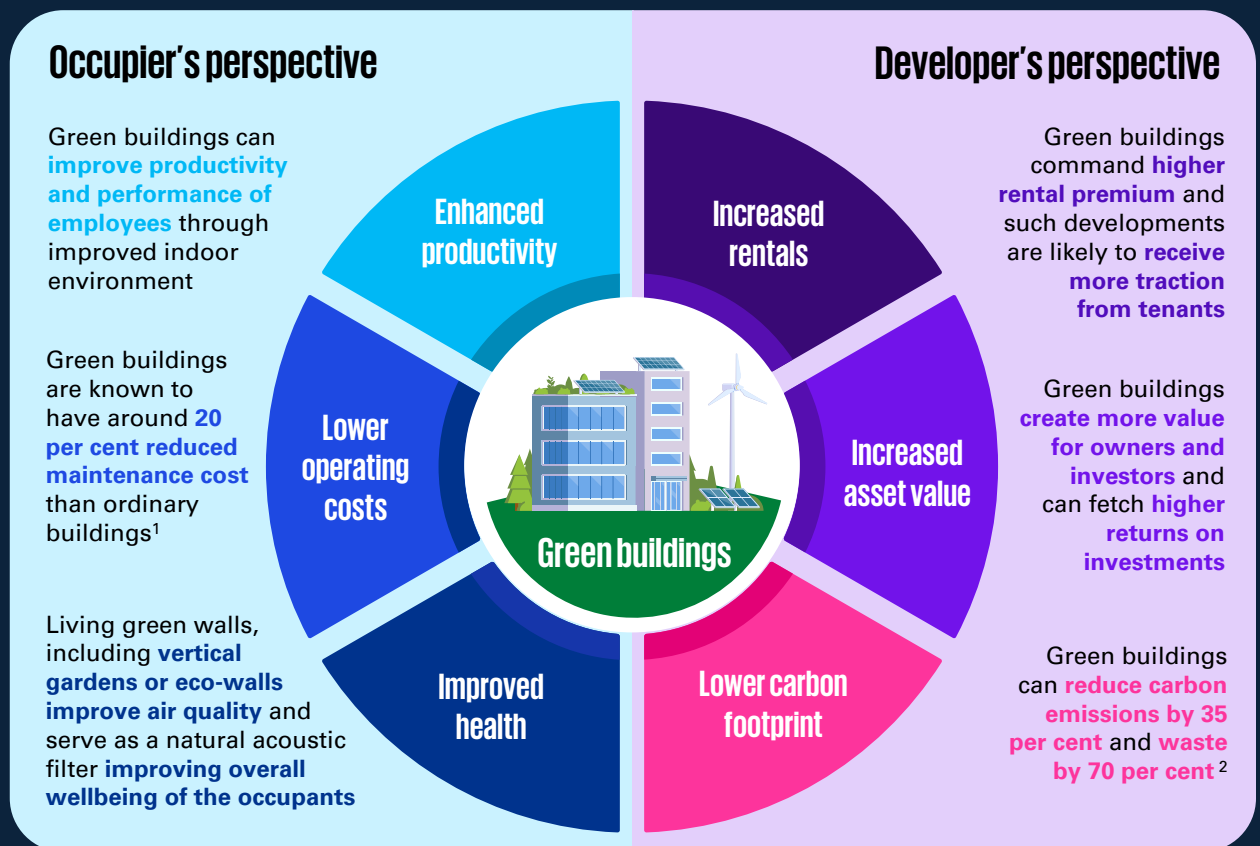 Occupier's perspective
Green buildings can
improve productivity
and performance of
employees through
improved indoor
environment
Green buildings
are known to
have around 20
per cent reduced
maintenance cost
than ordinary
buildings¹
Living green walls,
including vertical
gardens or eco-walls
improve air quality and
serve as a natural acoustic
filter improving overall
wellbeing of the occupants
Enhanced
productivity
Lower
operating
costs
Improved
health
Green buildings
Developer's perspective
Increased
rentals
Increased
asset value
Lower carbon
footprint
Green buildings
command higher
rental premium and
such developments
are likely to receive
more traction
from tenants
Green buildings
create more value
for owners and
investors and
can fetch higher
returns on
investments
Green buildings
can reduce carbon
emissions by 35
per cent and waste
by 70 per cent ²